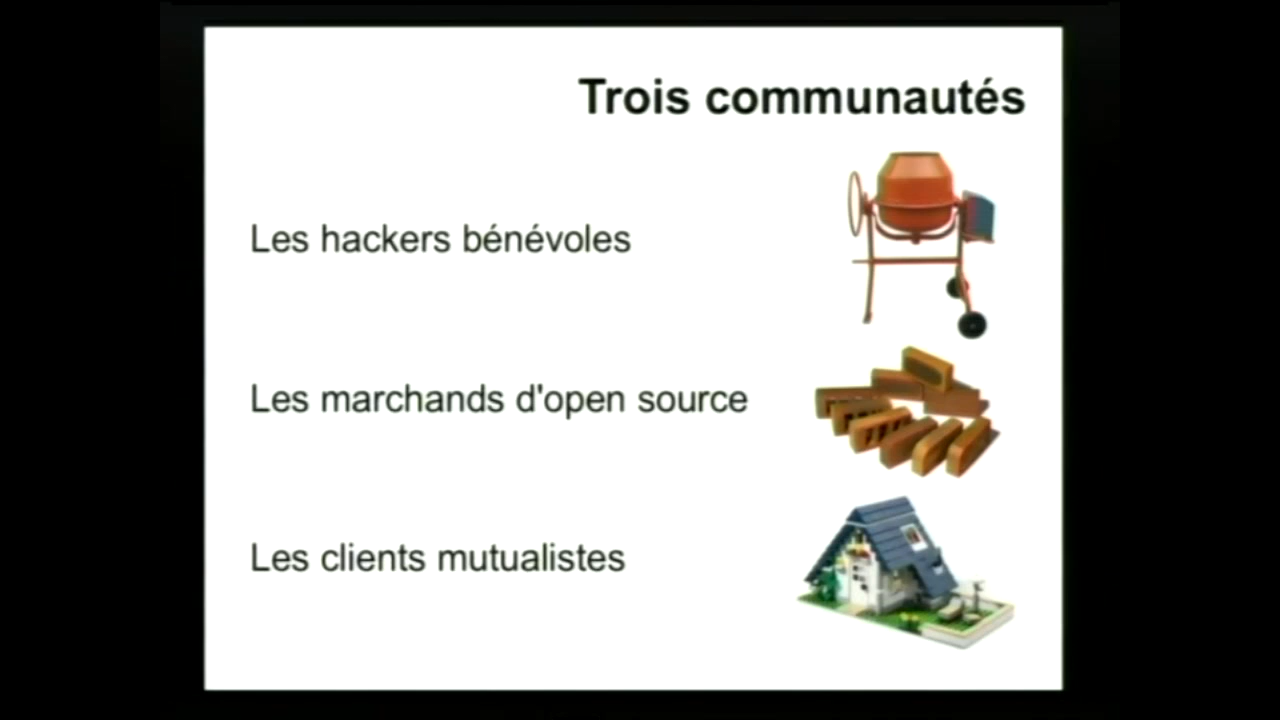 Trois communautés
Les hackers bénévoles
Les marchands d'open source
Les clients mutualistes